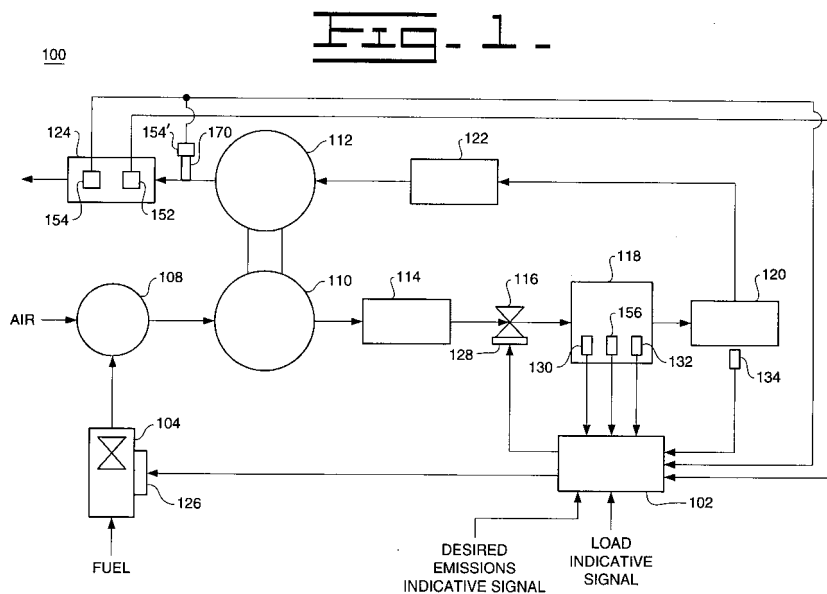 Fig. 1.
100
154' 170
112
124
122
154
152
108
110
114
116
118
120
AIR
156
128
130
132
134
104
126
102
FUEL
DESIRED
EMISSIONS
INDICATIVE SIGNAL
LOAD
INDICATIVE
SIGNAL